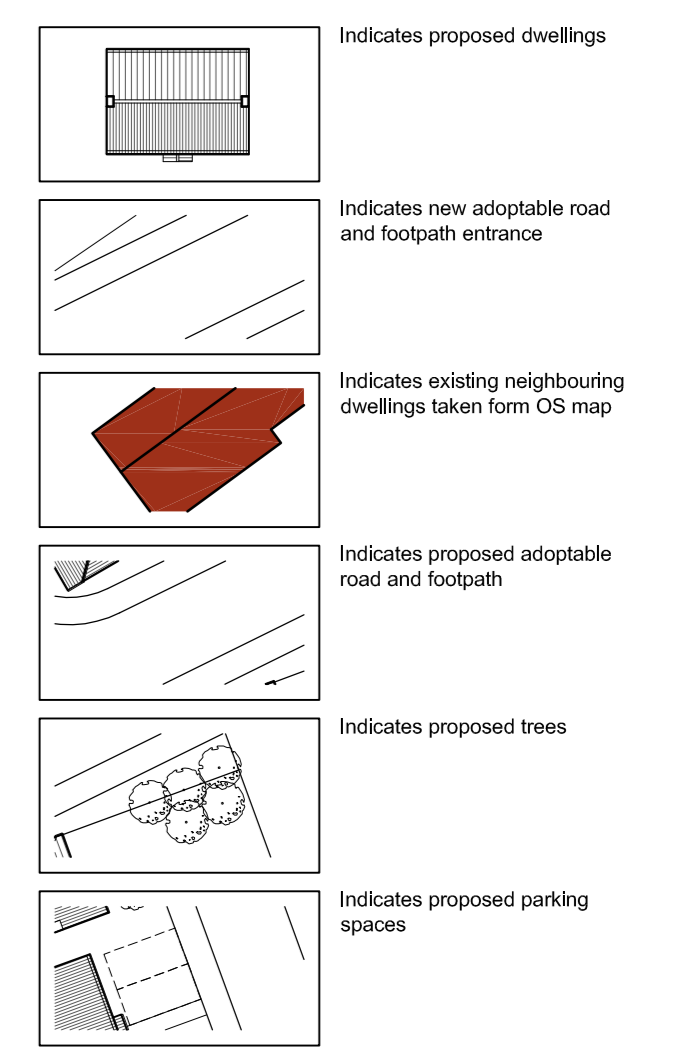 Indicates proposed dwellings
Indicates new adoptable road
and footpath entrance
Indicates existing neighbouring
dwellings taken form OS map
Indicates proposed adoptable
road and footpath
Indicates proposed trees
Indicates proposed parking
spaces